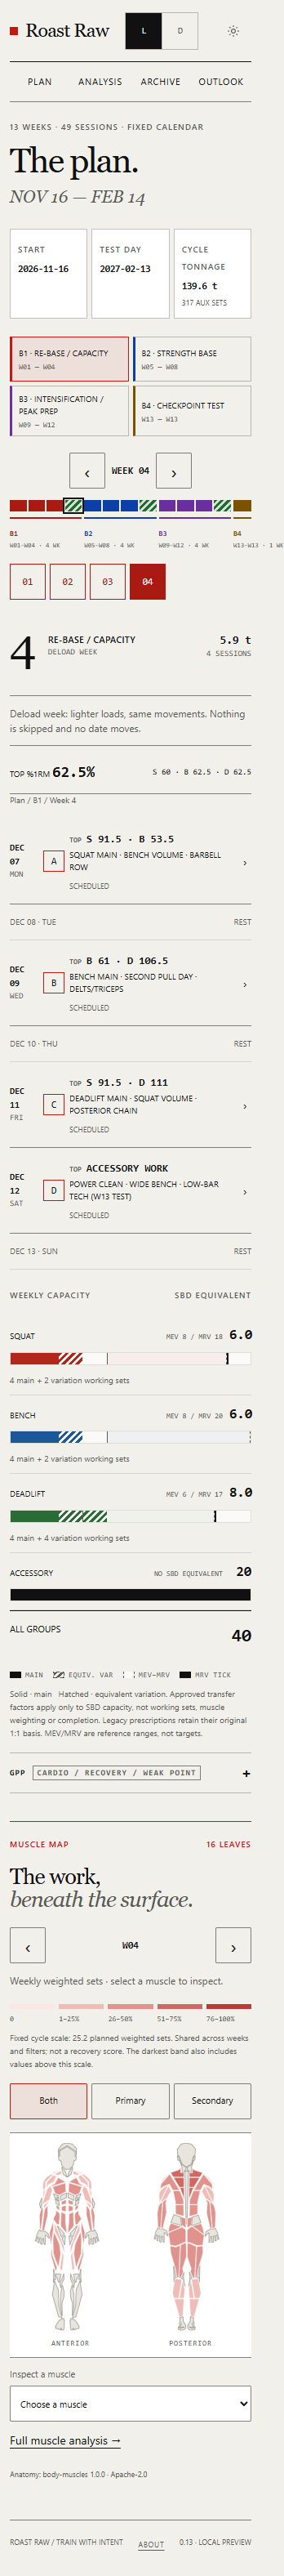 Roast Raw L D
PLAN ANALYSIS ARCHIVE OUTLOOK
13 WEEKS · 49 SESSIONS · FIXED CALENDAR
The plan.
NOV 16 — FEB 14
START
2026-11-16
TEST DAY
2027-02-13
CYCLE
TONNAGE
139.6 t
317 AUX SETS
B1 · RE-BASE / CAPACITY
W01 — W04
B2 · STRENGTH BASE
W05 — W08
B3 · INTENSIFICATION /
PEAK PREP
W09 — W12
B4 · CHECKPOINT TEST
W13 — W13
‹ WEEK 04 ›
B1 B2 B3 B4
W01-W04 · 4 WK W05-W08 · 4 WK W09-W12 · 4 WK W13-W13 · 1 WK
01 02 03 04
4
RE-BASE / CAPACITY
DELOAD WEEK
5.9 t
4 SESSIONS
Deload week: lighter loads, same movements. Nothing
is skipped and no date moves.
TOP %1RM 62.5% S 60 · B 62.5 · D 62.5
Plan / B1 / Week 4
DEC
07
MON
A
TOP S 91.5 · B 53.5
SQUAT MAIN · BENCH VOLUME · BARBELL
ROW
SCHEDULED
›
DEC 08 · TUE REST
DEC
09
WED
B
TOP B 61 · D 106.5
BENCH MAIN · SECOND PULL DAY ·
DELTS/TRICEPS
SCHEDULED
›
DEC 10 · THU REST
DEC
11
FRI
C
TOP S 91.5 · D 111
DEADLIFT MAIN · SQUAT VOLUME ·
POSTERIOR CHAIN
SCHEDULED
›
DEC
12
SAT
D
TOP ACCESSORY WORK
POWER CLEAN · WIDE BENCH · LOW-BAR
TECH (W13 TEST)
SCHEDULED
›
DEC 13 · SUN REST
WEEKLY CAPACITY SBD EQUIVALENT
SQUAT MEV 8 / MRV 18 6.0
4 main + 2 variation working sets
BENCH MEV 8 / MRV 20 6.0
4 main + 2 variation working sets
DEADLIFT MEV 6 / MRV 17 8.0
4 main + 4 variation working sets
ACCESSORY NO SBD EQUIVALENT 20
ALL GROUPS 40
MAIN EQUIV. VAR MEV-MRV MRV TICK
Solid · main Hatched · equivalent variation. Approved transfer
factors apply only to SBD capacity, not working sets, muscle
weighting or completion. Legacy prescriptions retain their original
1:1 basis. MEV/MRV are reference ranges, not targets.
GPP CARDIO / RECOVERY / WEAK POINT +
MUSCLE MAP 16 LEAVES
The work,
beneath the surface.
‹ W04 ›
Weekly weighted sets · select a muscle to inspect.
0 1-25% 26-50% 51-75% 76-100%
Fixed cycle scale: 25.2 planned weighted sets. Shared across weeks
and filters; not a recovery score. The darkest band also includes
values above this scale.
Both Primary Secondary
ANTERIOR POSTERIOR
Inspect a muscle
Choose a muscle
Full muscle analysis →
Anatomy: body-muscles 1.0.0 · Apache-2.0
ROAST RAW / TRAIN WITH INTENT ABOUT 0.13 · LOCAL PREVIEW